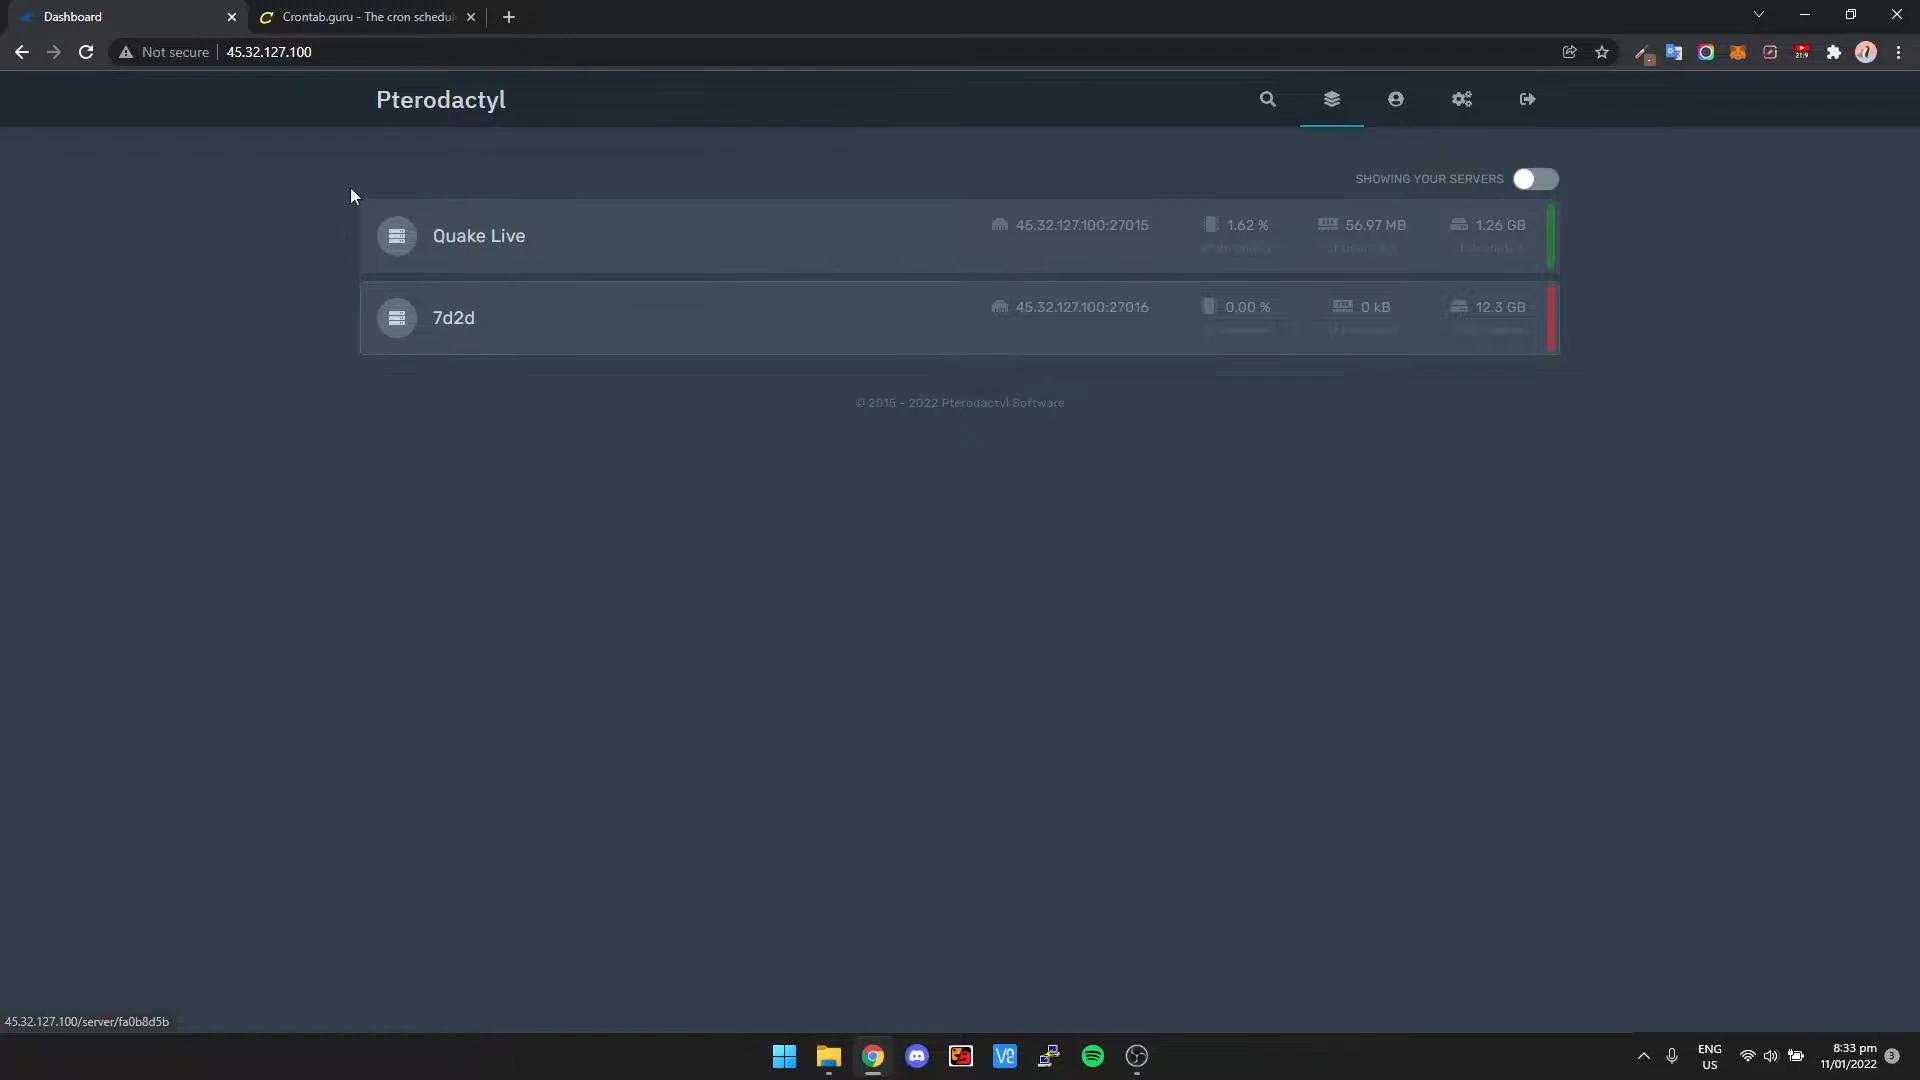 Dashboard
Crontab.guru - The cron schedul
Not secure
45.32.127.100
Pterodactyl
SHOWING YOUR SERVERS
Quake Live
45.32.127.100:27015
1.62 %
56.97 MB
1.26 GB
7d2d
45.32.127.100:27016
0.00 %
0 kB
12.3 GB
© 2015 - 2022 Pterodactyl Software
45.32.127.100/server/fa0b8d5b
ENG
US
8:33 pm
11/01/2022
3